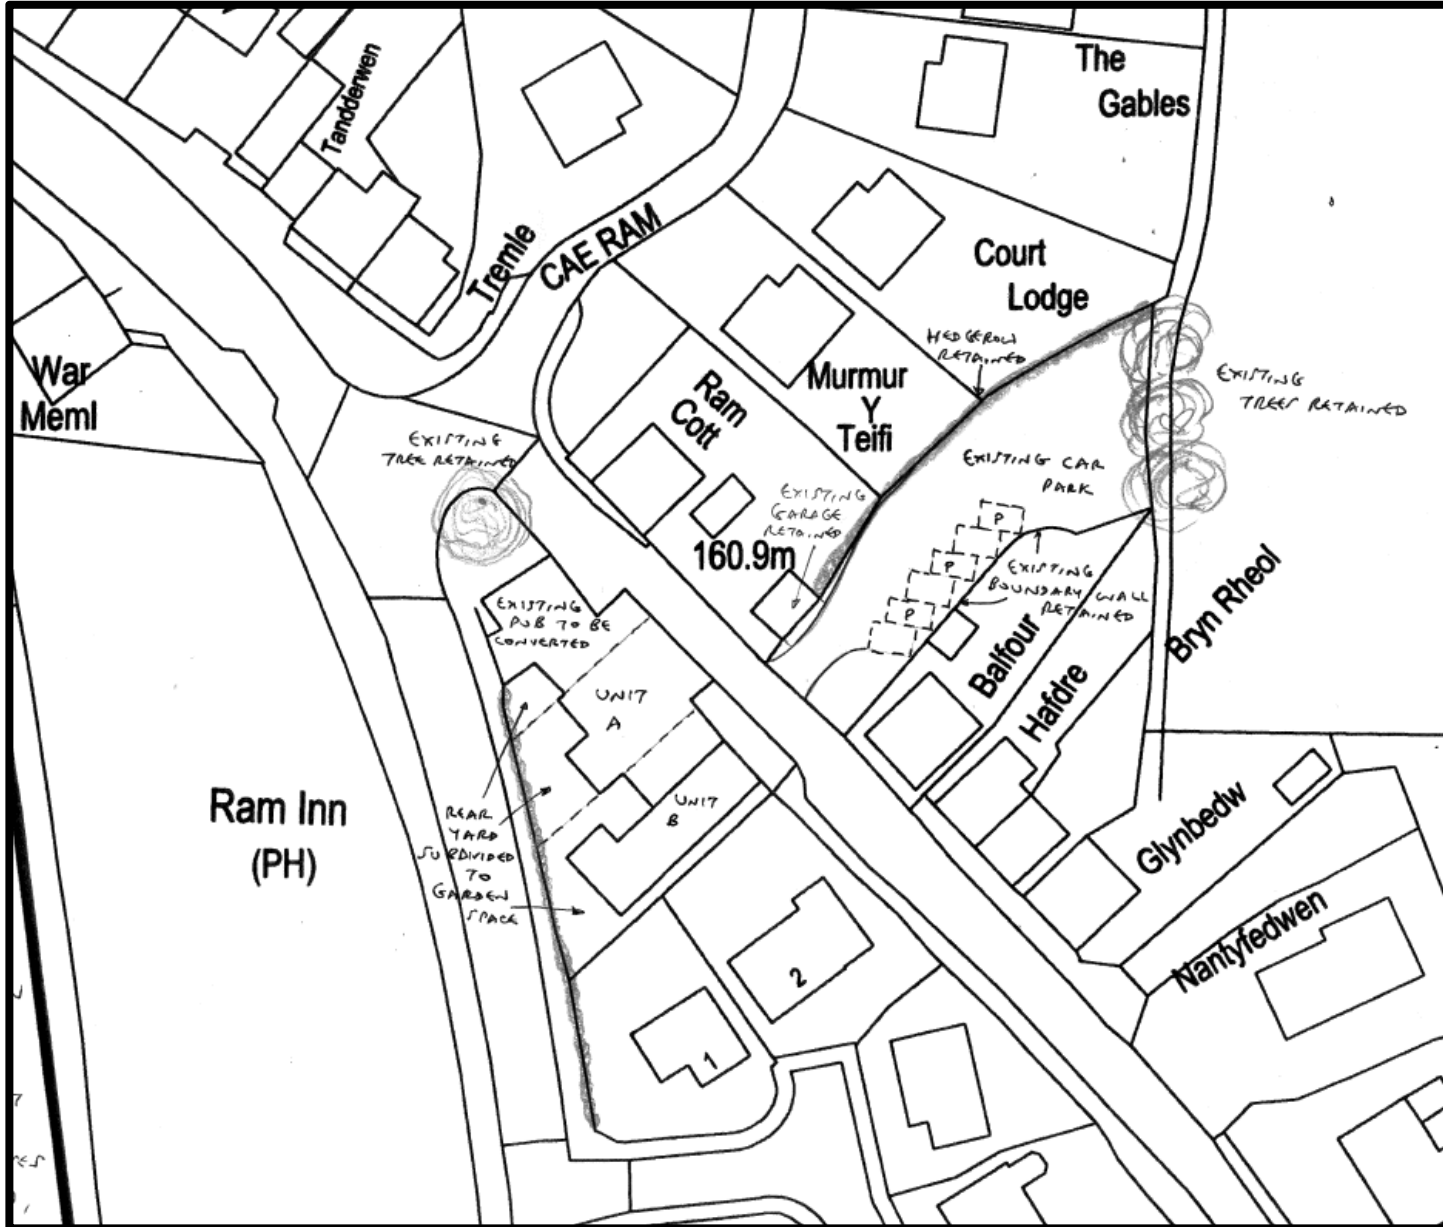 The
Gables
Tandderwen
Tremle
CAE RAM
Court
Lodge
HEDGEROW
RETAINED
War
Meml
Ram
Cott
Murmur
Y
Teifi
EXISTING
TREES RETAINED
EXISTING
TREE RETAINED
EXISTING CAR
PARK
EXISTING
GARAGE
RETAINED
160.9m
P
P
P
EXISTING
BOUNDARY WALL
RETAINED
Bryn Rheol
Balfour
Hafdre
EXISTING
PUB TO BE
CONVERTED
UNIT
A
UNIT
B
Ram Inn
(PH)
REAR
YARD
SUBDIVIDED
TO
GARDEN
SPACE
Glynbedw
Nantyfedwen
2
1